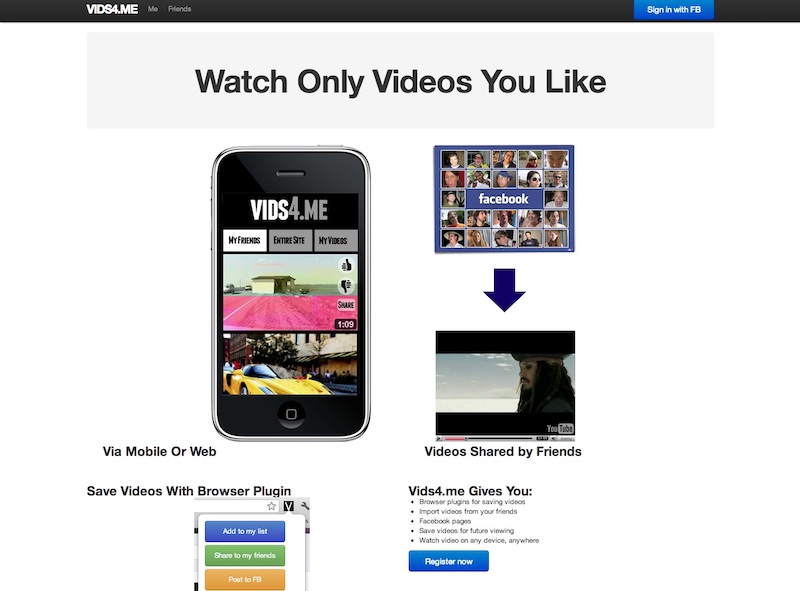 VIDS4.ME Me Friends Sign in with FB
Watch Only Videos You Like
VIDS4.ME
MY FRIENDS ENTIRE SITE MY VIDEOS
SHARE
1:09
facebook
YouTube
Via Mobile Or Web
Videos Shared by Friends
Save Videos With Browser Plugin
V
Add to my list
Share to my friends
Post to FB
Vids4.me Gives You:
Browser plugins for saving videos
Import videos from your friends
Facebook pages
Save videos for future viewing
Watch video on any device, anywhere
Register now